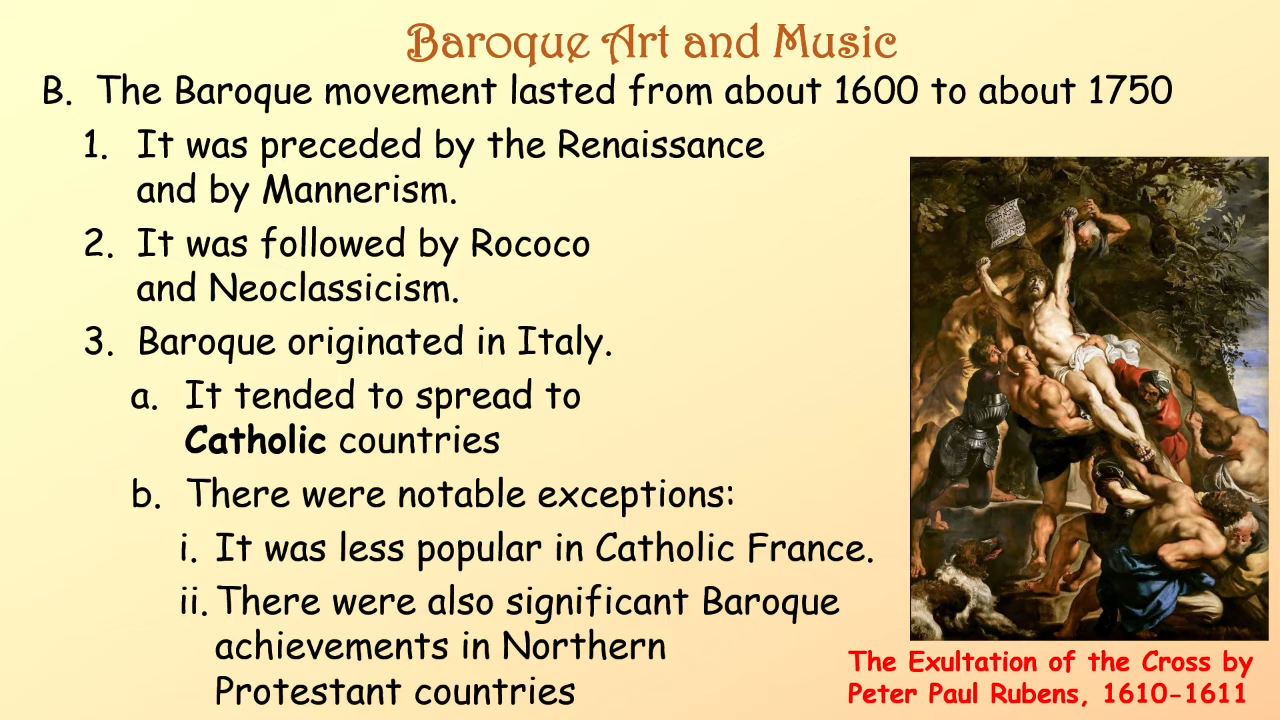 Baroque Art and Music
B. The Baroque movement lasted from about 1600 to about 1750
1. It was preceded by the Renaissance
and by Mannerism.
2. It was followed by Rococo
and Neoclassicism.
3. Baroque originated in Italy.
a. It tended to spread to
Catholic countries
b. There were notable exceptions:
i. It was less popular in Catholic France.
ii. There were also significant Baroque
achievements in Northern
Protestant countries
The Exultation of the Cross by
Peter Paul Rubens, 1610-1611